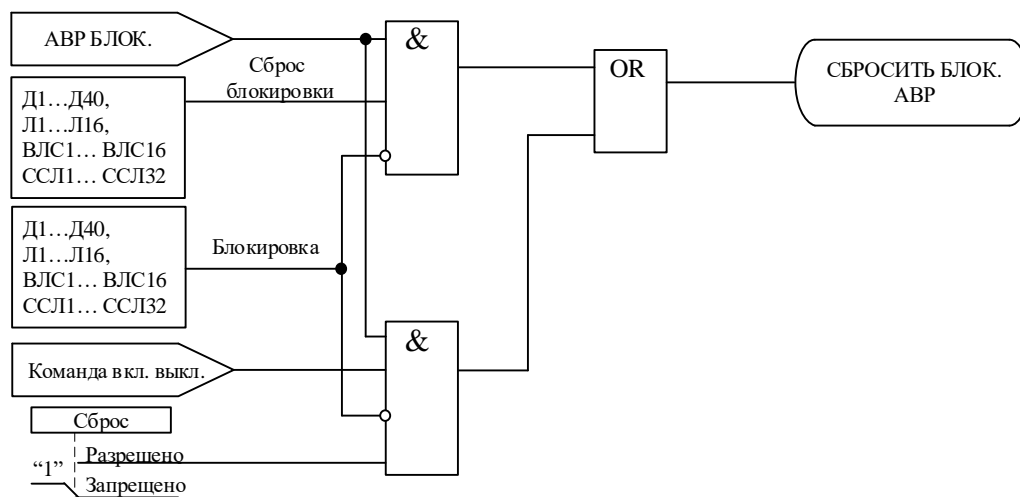 АВР БЛОК.
Сброс
блокировки
&
OR
СБРОСИТЬ БЛОК.
АВР
Д1…Д40,
Л1…Л16,
ВЛС1… ВЛС16
ССЛ1… ССЛ32
Д1…Д40,
Л1…Л16,
ВЛС1… ВЛС16
ССЛ1… ССЛ32
Блокировка
&
Команда вкл. выкл.
Сброс
Разрешено
“1”
Запрещено